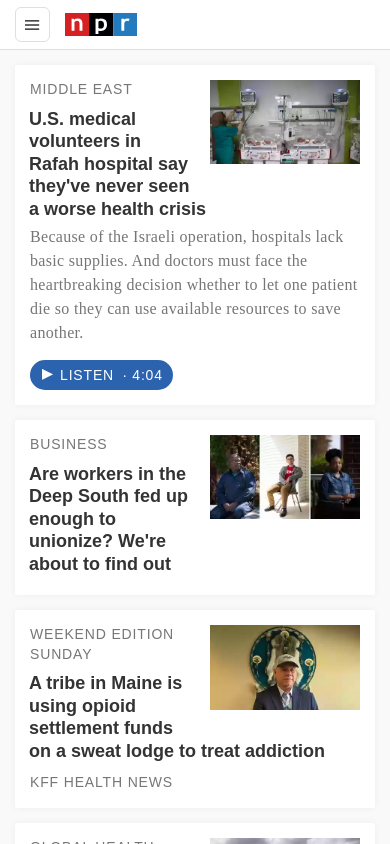 npr
MIDDLE EAST
U.S. medical
volunteers in
Rafah hospital say
they've never seen
a worse health crisis
Because of the Israeli operation, hospitals lack
basic supplies. And doctors must face the
heartbreaking decision whether to let one patient
die so they can use available resources to save
another.
LISTEN · 4:04
BUSINESS
Are workers in the
Deep South fed up
enough to
unionize? We're
about to find out
WEEKEND EDITION
SUNDAY
A tribe in Maine is
using opioid
settlement funds
on a sweat lodge to treat addiction
KFF HEALTH NEWS
GLOBAL HEALTH